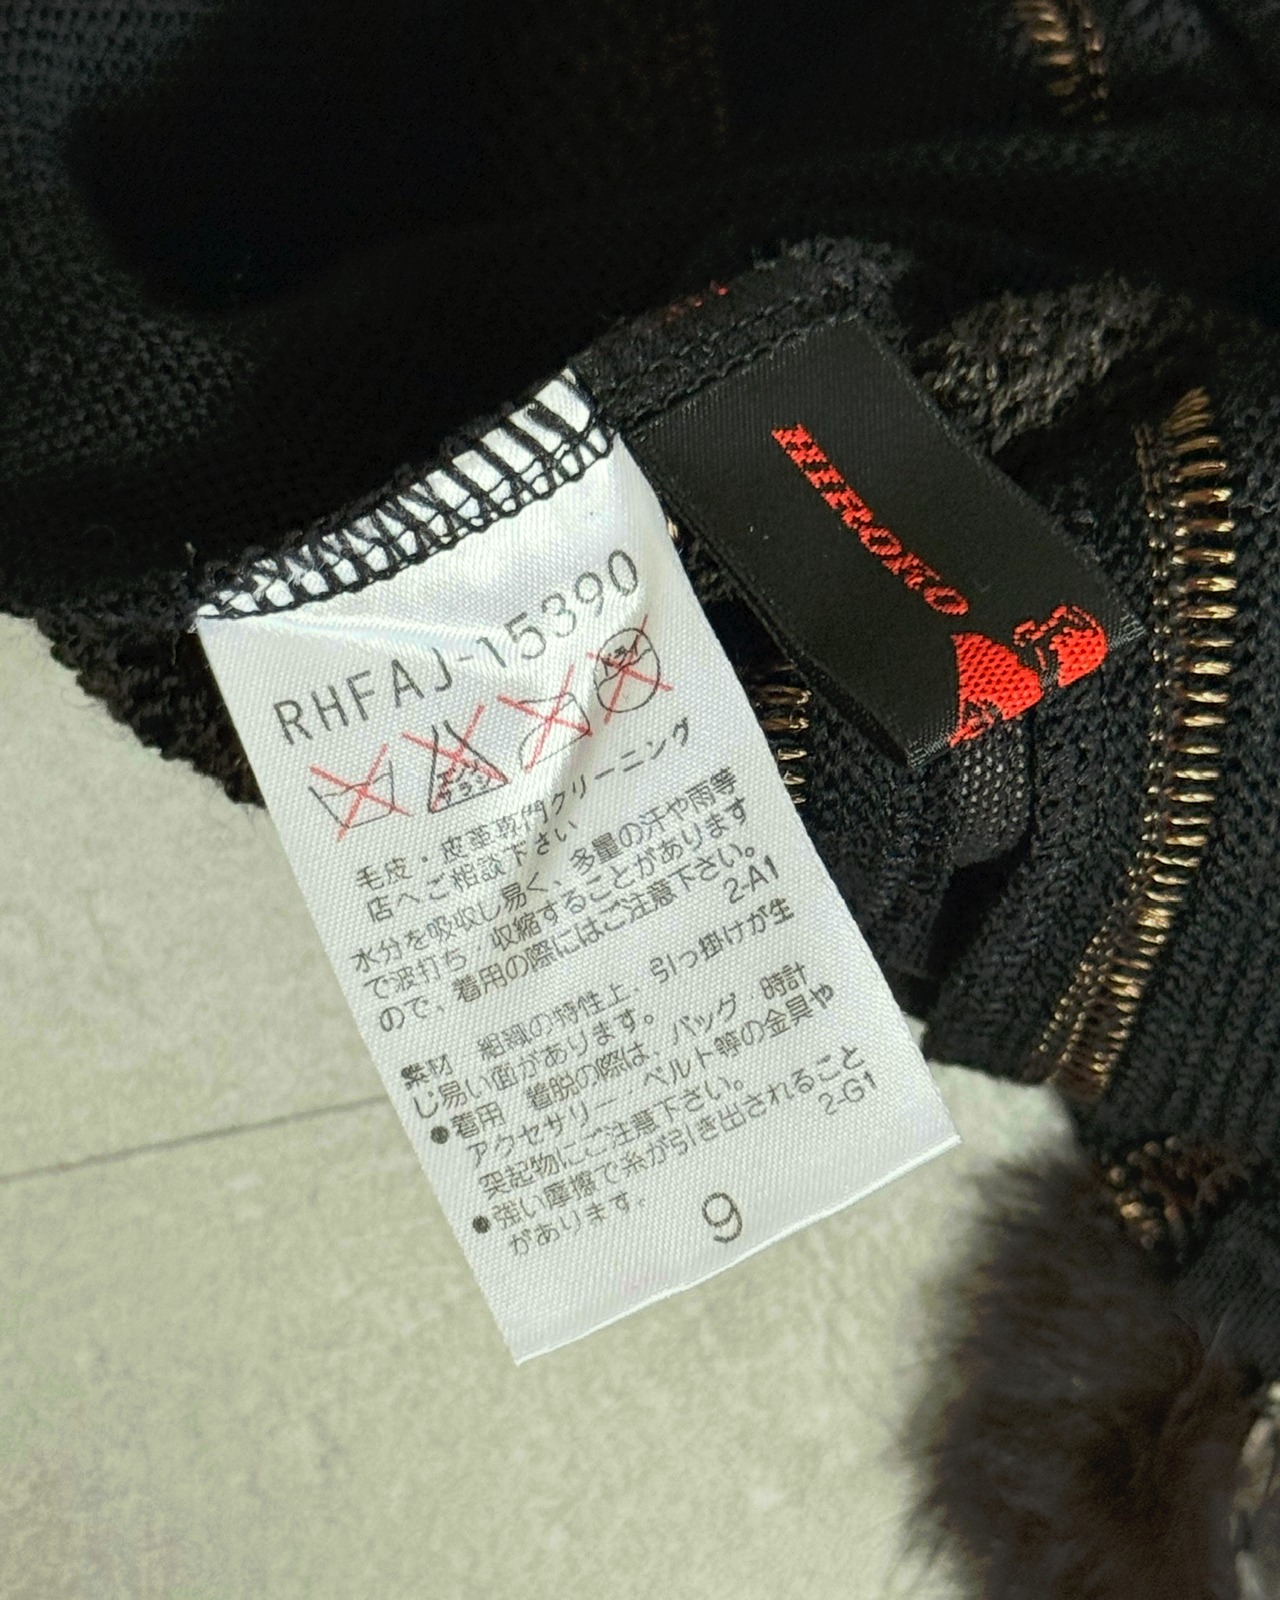 RHFAJ-15390
エンソ
サラシ
ドライ
毛皮・皮革専門クリーニング
店へご相談下さい
水分を吸収し易く、多量の汗や雨等
で波打ち・収縮することがあります
ので、着用の際にはご注意下さい。
2-A1
素材・組織の特性上、引っ掛けが生
じ易い面があります。
●着用・着脱の際は、バッグ・時計
アクセサリー・ベルト等の金具や
突起物にご注意下さい。
●強い摩擦で糸が引き出されること
があります。
2-G1
9
HIROKO